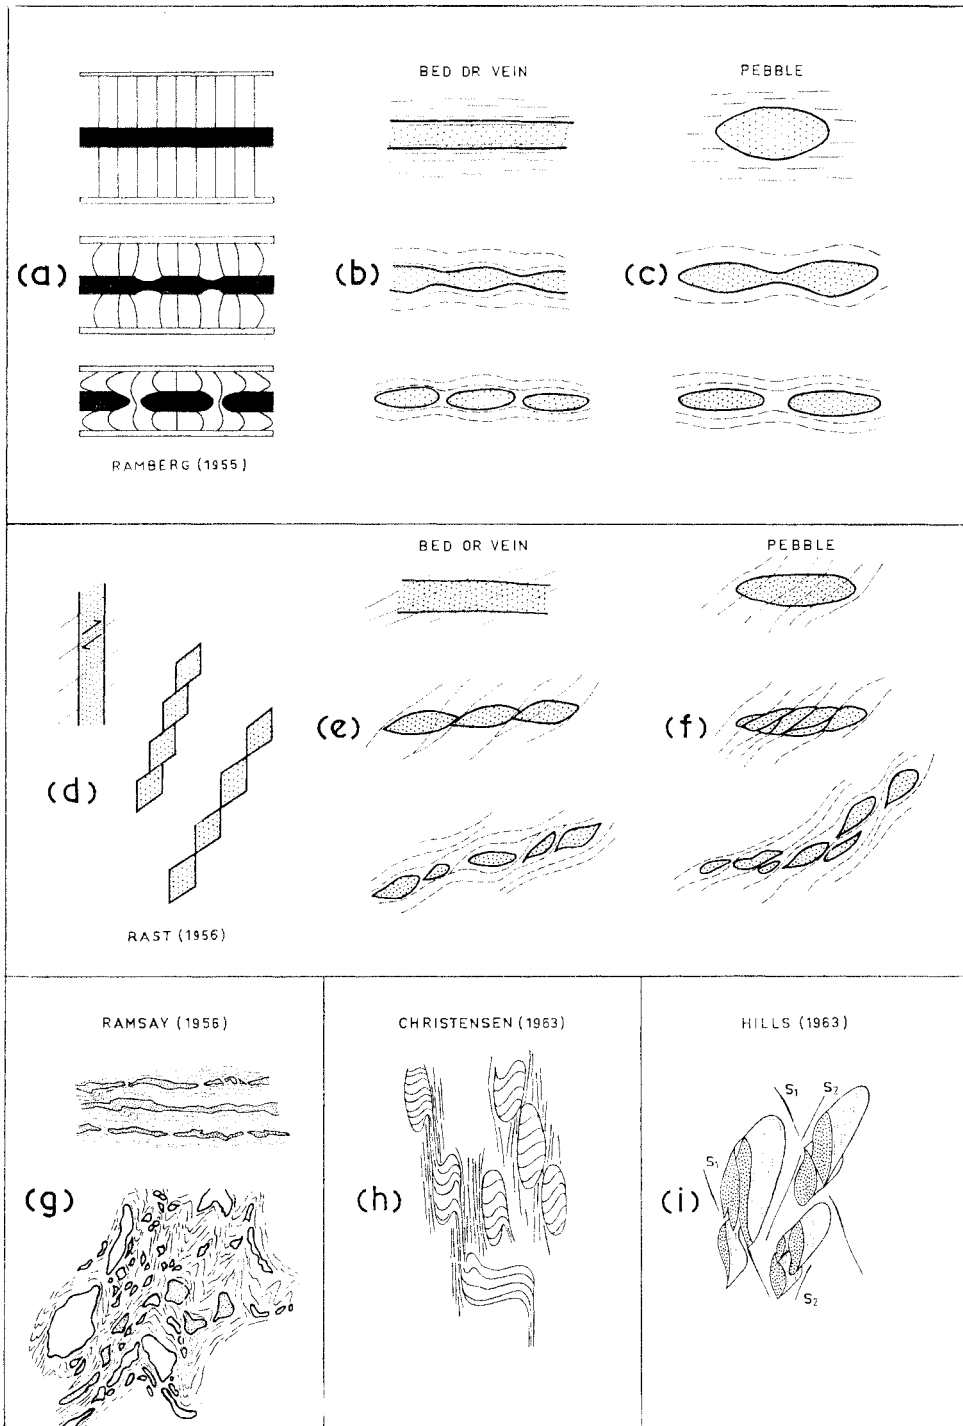 BED OR VEIN
PEBBLE
(a)
(b)
(c)
RAMBERG (1955)
BED OR VEIN
PEBBLE
(d)
(e)
(f)
RAST (1956)
RAMSAY (1956)
CHRISTENSEN (1963)
HILLS (1963)
S₁
S₂
S₁
(g)
(h)
(i)
S₂